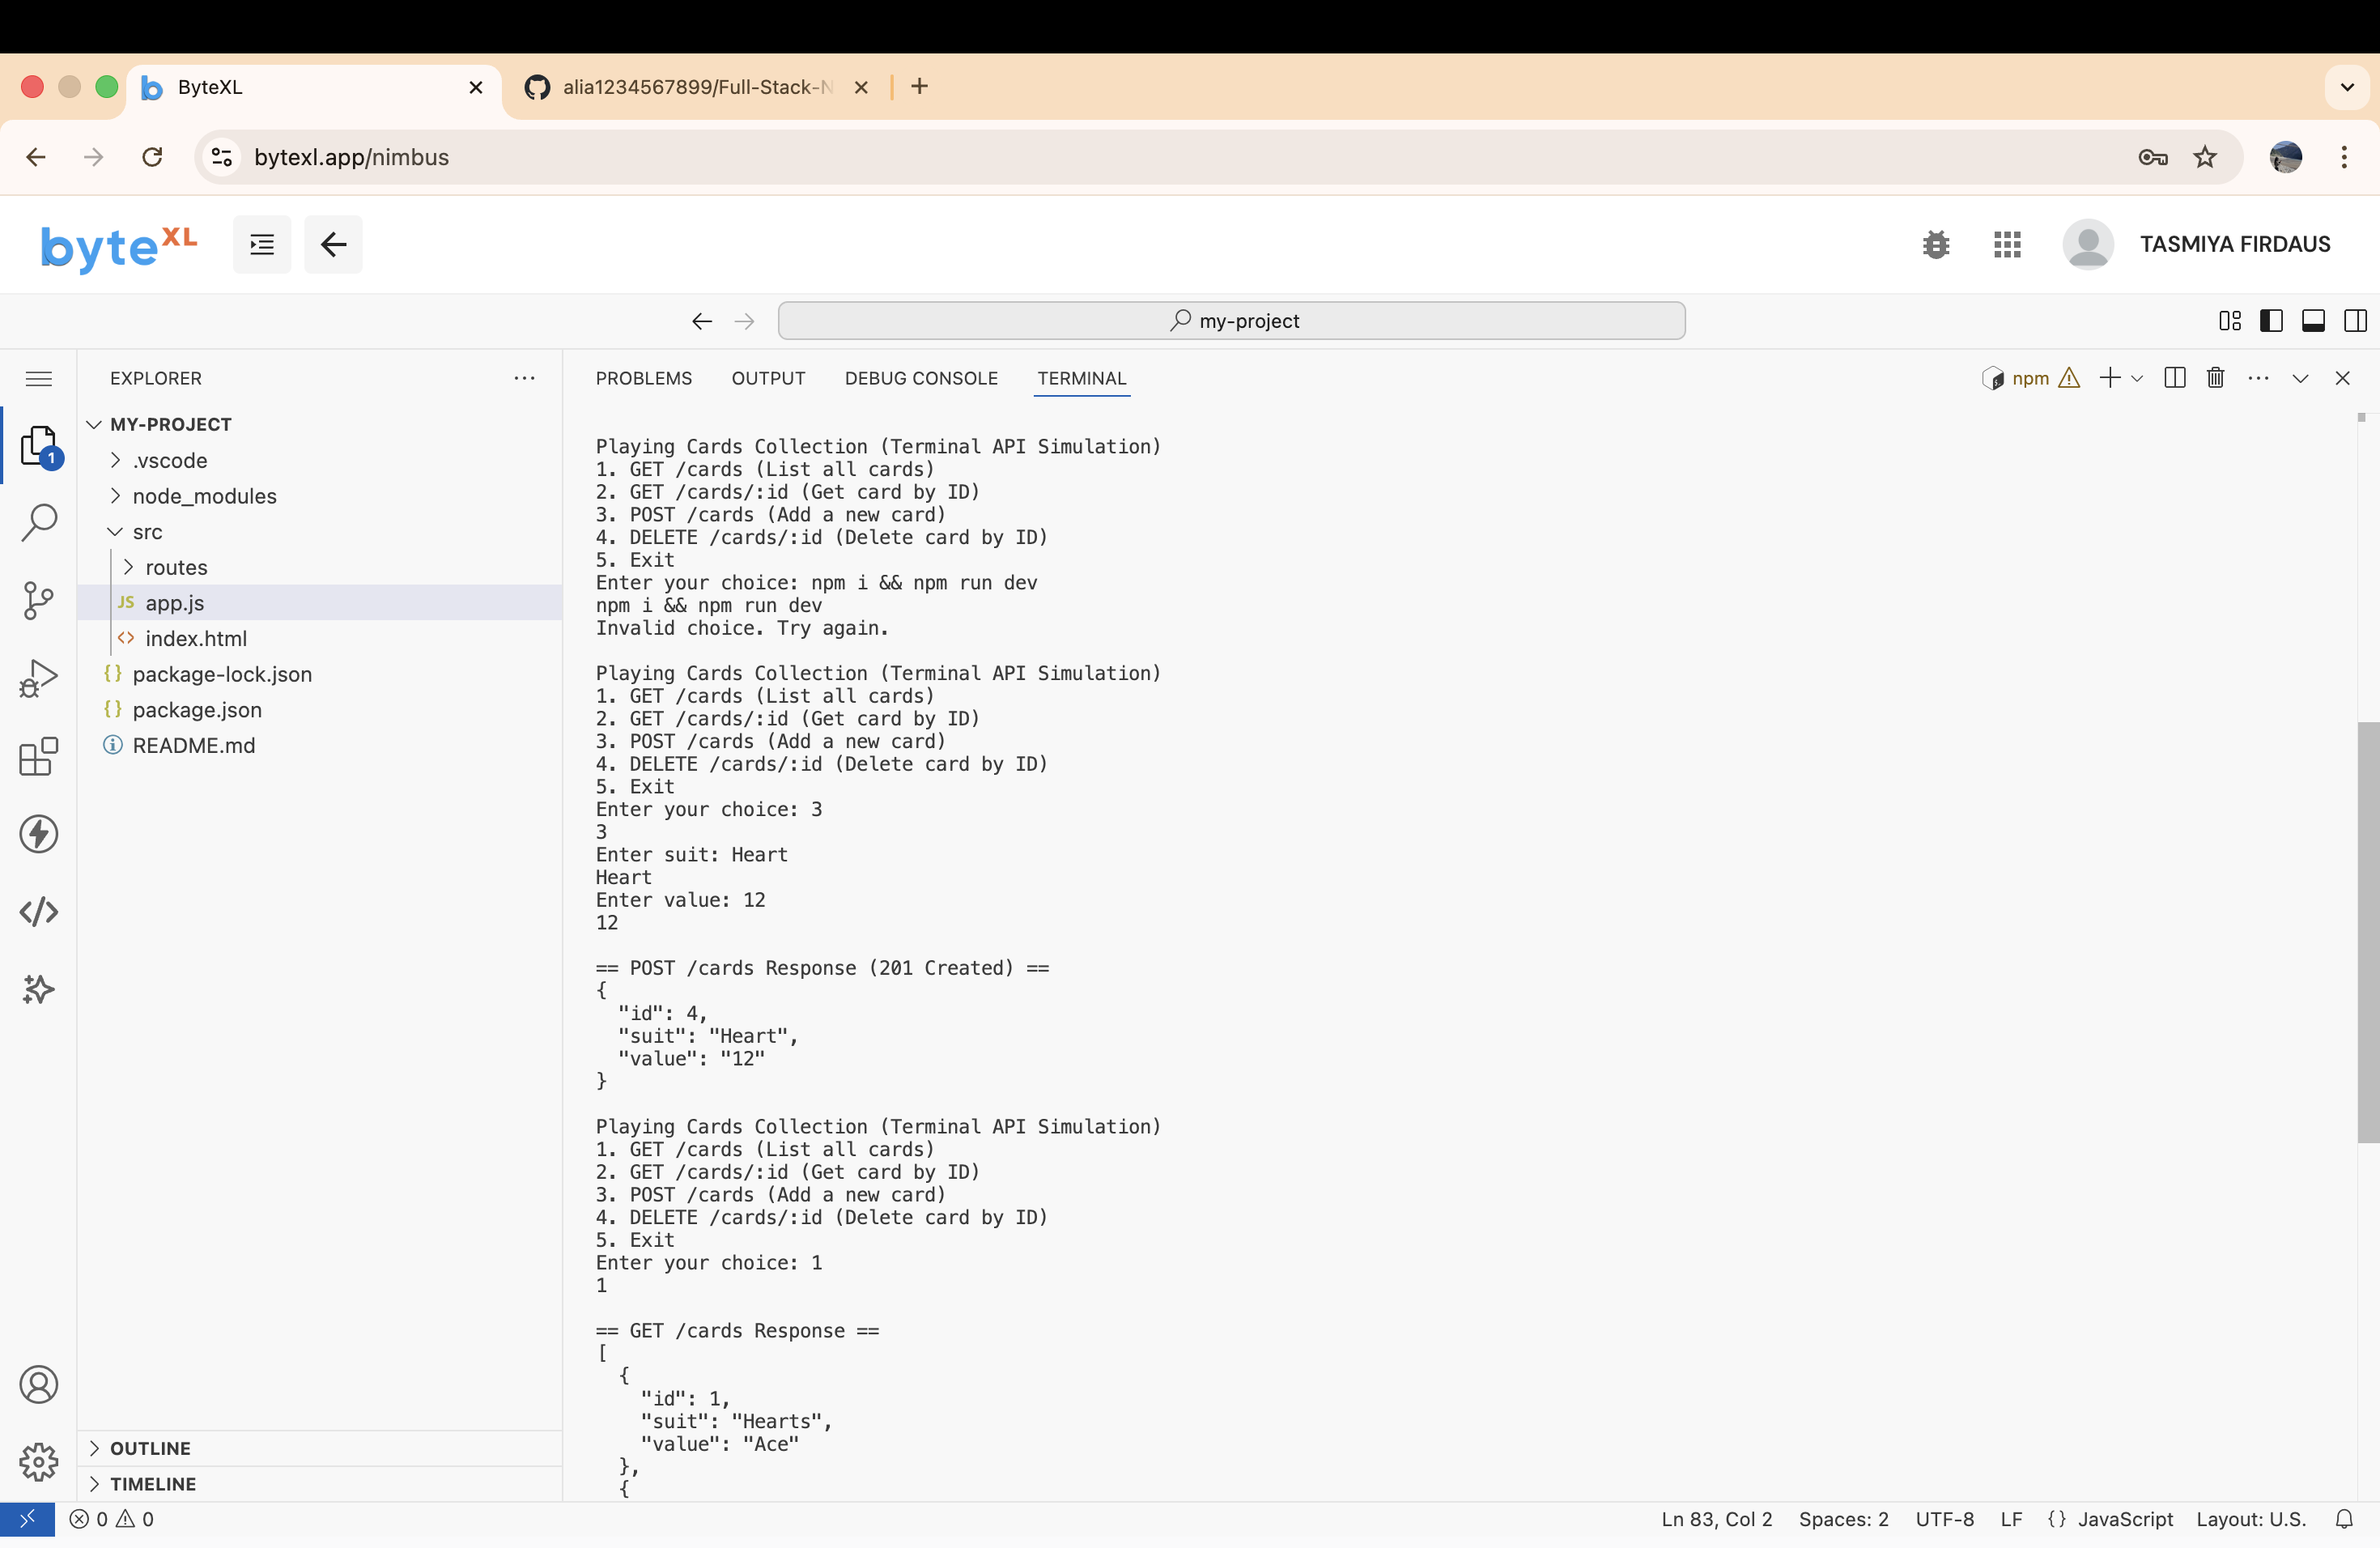 ByteXL
alia1234567899/Full-Stack-N
bytexl.app/nimbus
byteXL
TASMIYA FIRDAUS
my-project
EXPLORER
MY-PROJECT
.vscode
node_modules
src
routes
JS app.js
<> index.html
{} package-lock.json
{} package.json
README.md
OUTLINE
TIMELINE
1
PROBLEMS OUTPUT DEBUG CONSOLE TERMINAL
npm
Playing Cards Collection (Terminal API Simulation)
1. GET /cards (List all cards)
2. GET /cards/:id (Get card by ID)
3. POST /cards (Add a new card)
4. DELETE /cards/:id (Delete card by ID)
5. Exit
Enter your choice: npm i && npm run dev
npm i && npm run dev
Invalid choice. Try again.
Playing Cards Collection (Terminal API Simulation)
1. GET /cards (List all cards)
2. GET /cards/:id (Get card by ID)
3. POST /cards (Add a new card)
4. DELETE /cards/:id (Delete card by ID)
5. Exit
Enter your choice: 3
3
Enter suit: Heart
Heart
Enter value: 12
12
== POST /cards Response (201 Created) ==
{
"id": 4,
"suit": "Heart",
"value": "12"
}
Playing Cards Collection (Terminal API Simulation)
1. GET /cards (List all cards)
2. GET /cards/:id (Get card by ID)
3. POST /cards (Add a new card)
4. DELETE /cards/:id (Delete card by ID)
5. Exit
Enter your choice: 1
1
== GET /cards Response ==
[
{
"id": 1,
"suit": "Hearts",
"value": "Ace"
},
{
0 0
Ln 83, Col 2 Spaces: 2 UTF-8 LF {} JavaScript Layout: U.S.